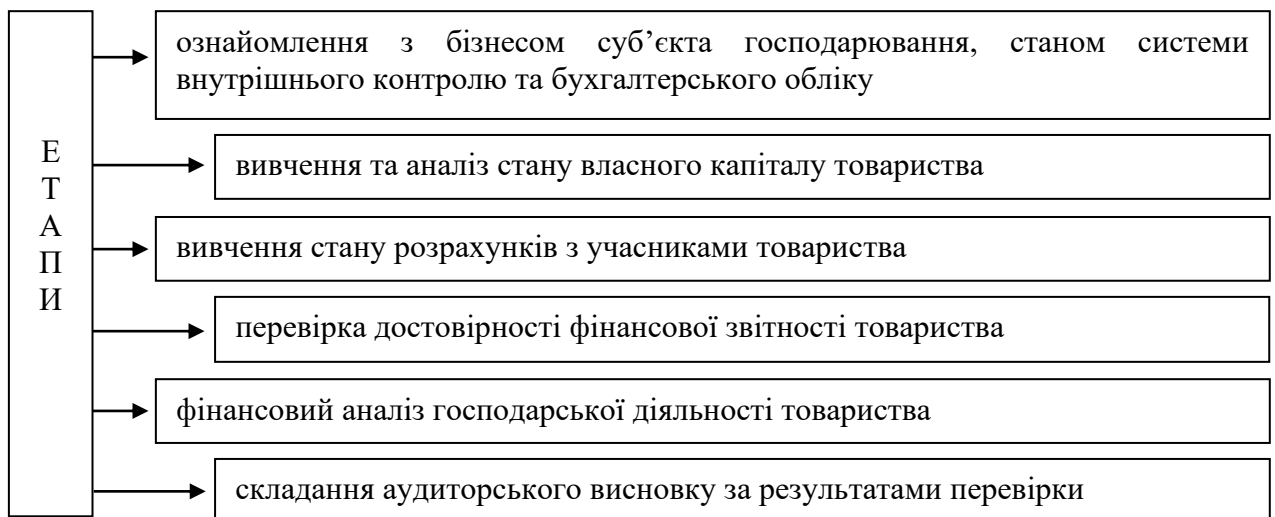 ЕТАПИ
ознайомлення з бізнесом суб’єкта господарювання, станом системи
внутрішнього контролю та бухгалтерського обліку
вивчення та аналіз стану власного капіталу товариства
вивчення стану розрахунків з учасниками товариства
перевірка достовірності фінансової звітності товариства
фінансовий аналіз господарської діяльності товариства
складання аудиторського висновку за результатами перевірки